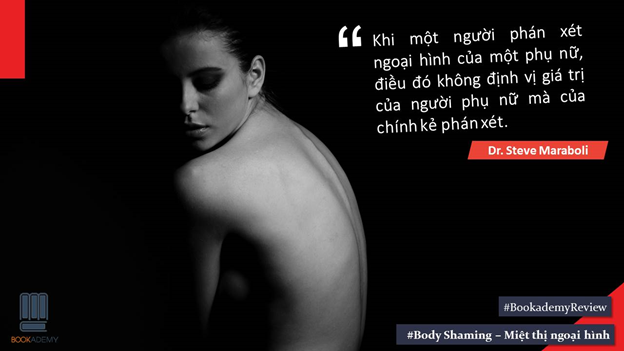 “ Khi một người phán xét
ngoại hình của một phụ nữ,
điều đó không định vị giá trị
của người phụ nữ mà của
chính kẻ phán xét.
Dr. Steve Maraboli
#BookademyReview
#Body Shaming – Miệt thị ngoại hình
BOOKADEMY